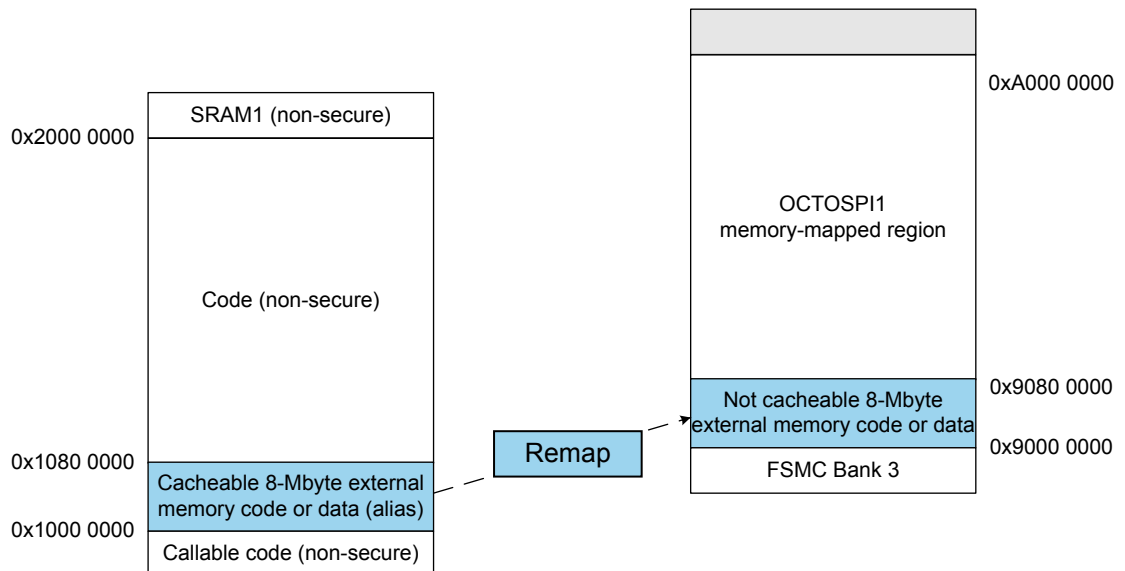 SRAM1 (non-secure)
0x2000 0000
Code (non-secure)
0x1080 0000
Cacheable 8-Mbyte external
memory code or data (alias)
0x1000 0000
Callable code (non-secure)
Remap
0xA000 0000
OCTOSPI1
memory-mapped region
0x9080 0000
Not cacheable 8-Mbyte
external memory code or data
0x9000 0000
FSMC Bank 3